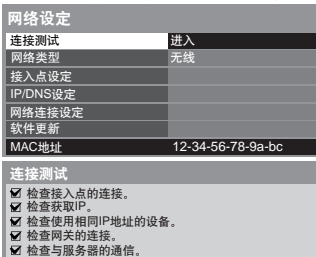 网络设定
连接测试 进入
网络类型 无线
接入点设定
IP/DNS设定
网络连接设定
软件更新
MAC地址 12-34-56-78-9a-bc
连接测试
检查接入点的连接。
检查获取IP。
检查使用相同IP地址的设备。
检查网关的连接。
检查与服务器的通信。